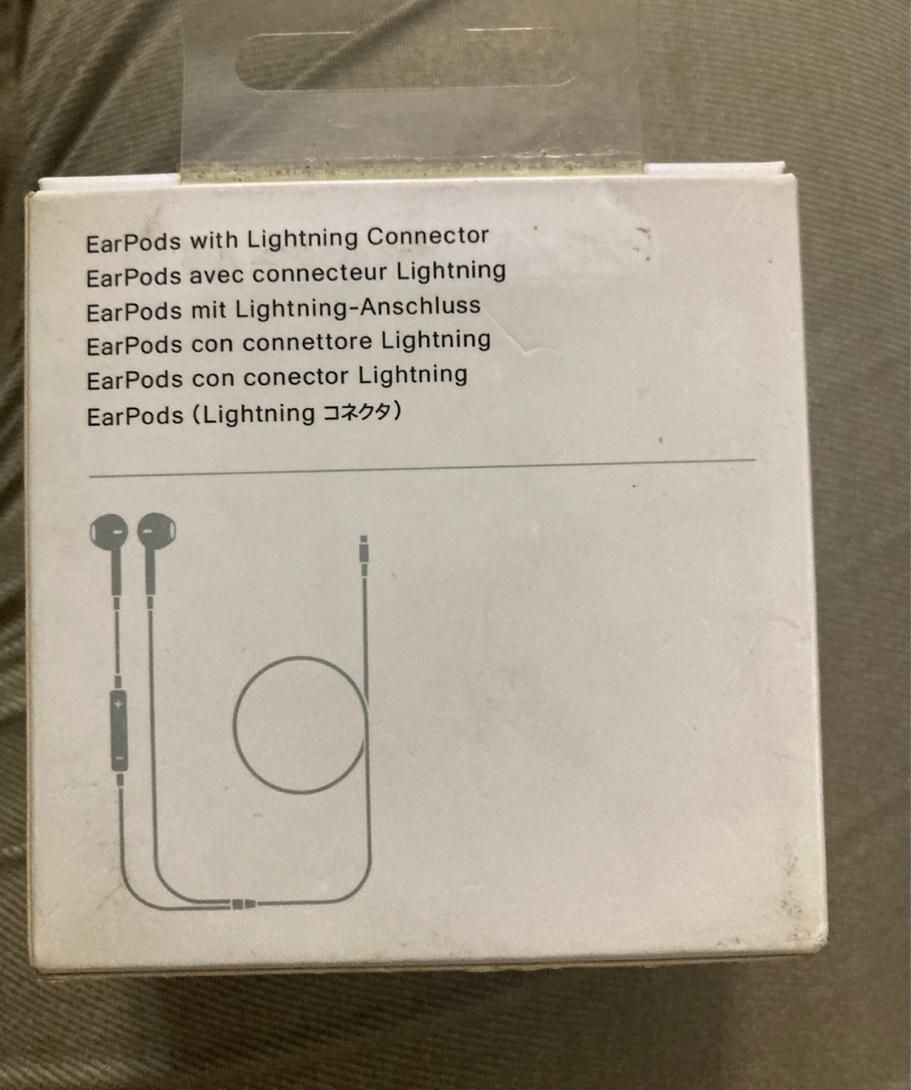 EarPods with Lightning Connector
EarPods avec connecteur Lightning
EarPods mit Lightning-Anschluss
EarPods con connettore Lightning
EarPods con conector Lightning
EarPods (Lightning コネクタ)